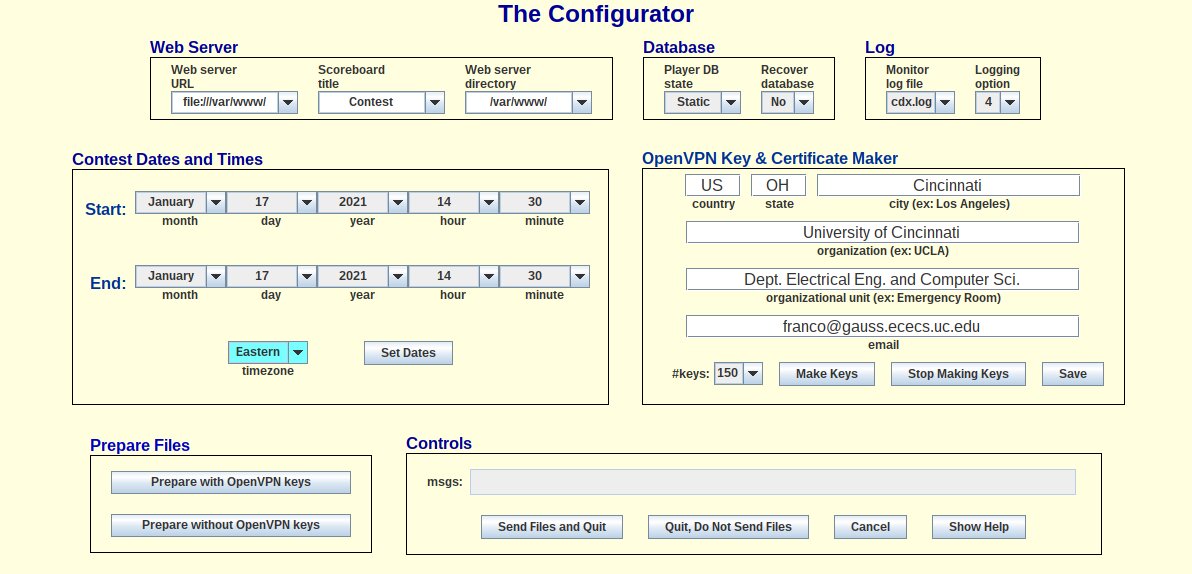 The Configurator
Web Server
Web server URL
file:///var/www/
Scoreboard title
Contest
Web server directory
/var/www/
Database
Player DB state
Static
Recover database
No
Log
Monitor log file
cdx.log
Logging option
4
Contest Dates and Times
Start: January 17 2021 14 30
month day year hour minute
End: January 17 2021 14 30
month day year hour minute
Eastern
timezone
Set Dates
OpenVPN Key & Certificate Maker
US OH Cincinnati
country state city (ex: Los Angeles)
University of Cincinnati
organization (ex: UCLA)
Dept. Electrical Eng. and Computer Sci.
organizational unit (ex: Emergency Room)
franco@gauss.ececs.uc.edu
email
#keys: 150 Make Keys Stop Making Keys Save
Prepare Files
Prepare with OpenVPN keys
Prepare without OpenVPN keys
Controls
msgs:
Send Files and Quit Quit, Do Not Send Files Cancel Show Help